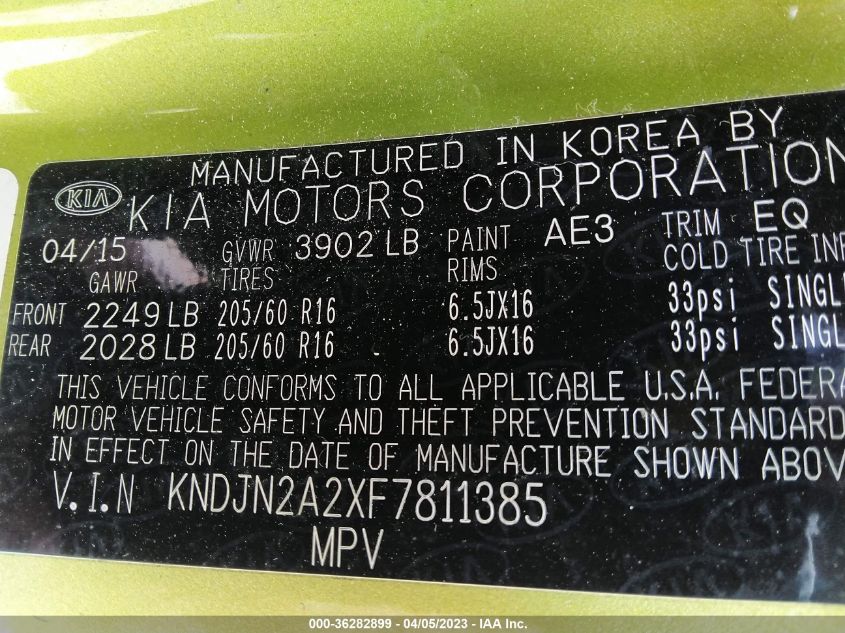 MANUFACTURED IN KOREA BY
KIA KIA MOTORS CORPORATION
04/15 GVWR 3902 LB PAINT AE3 TRIM EQ
GAWR TIRES RIMS COLD TIRE INF
FRONT 2249 LB 205/60 R16 6.5JX16 33psi SINGL
REAR 2028 LB 205/60 R16 6.5JX16 33psi SINGL
THIS VEHICLE CONFORMS TO ALL APPLICABLE U.S.A. FEDERA
MOTOR VEHICLE SAFETY AND THEFT PREVENTION STANDARD
IN EFFECT ON THE DATE OF MANUFACTURE SHOWN ABOV
V.I.N KNDJN2A2XF7811385
MPV
000-36282899 - 04/05/2023 - IAA Inc.